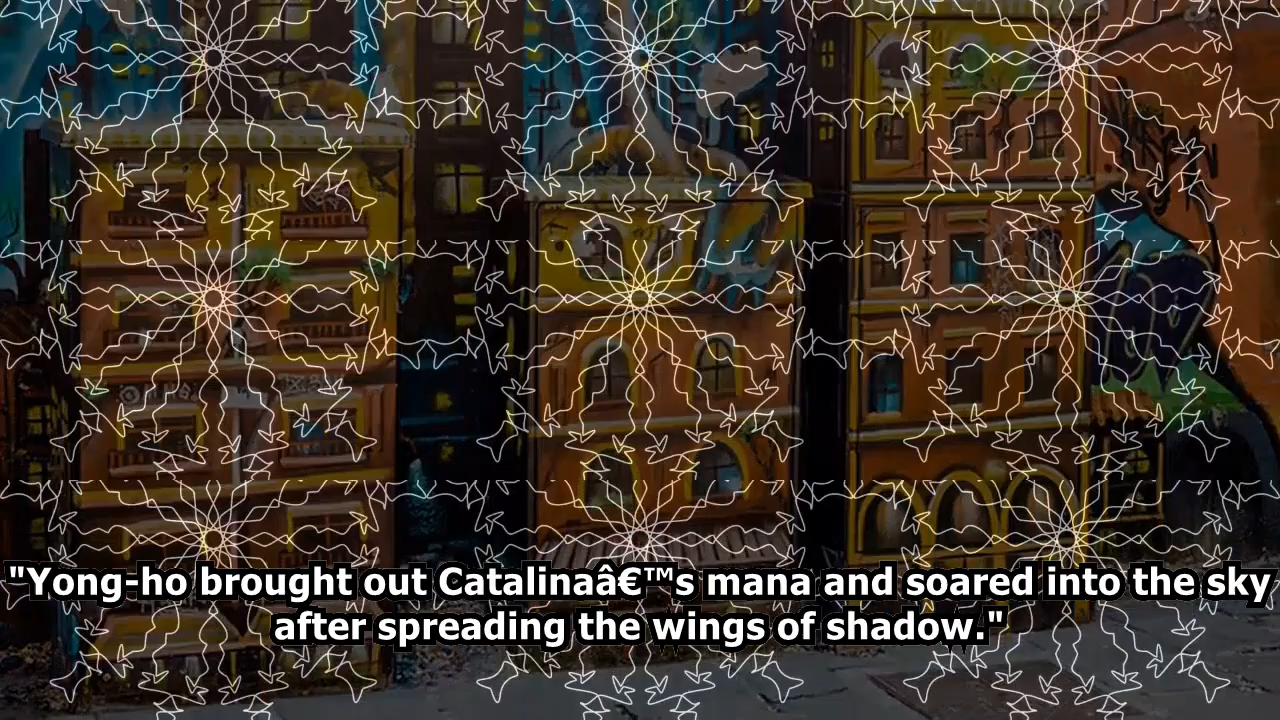 "Yong-ho brought out Catalinaâ€™s mana and soared into the sky
after spreading the wings of shadow."